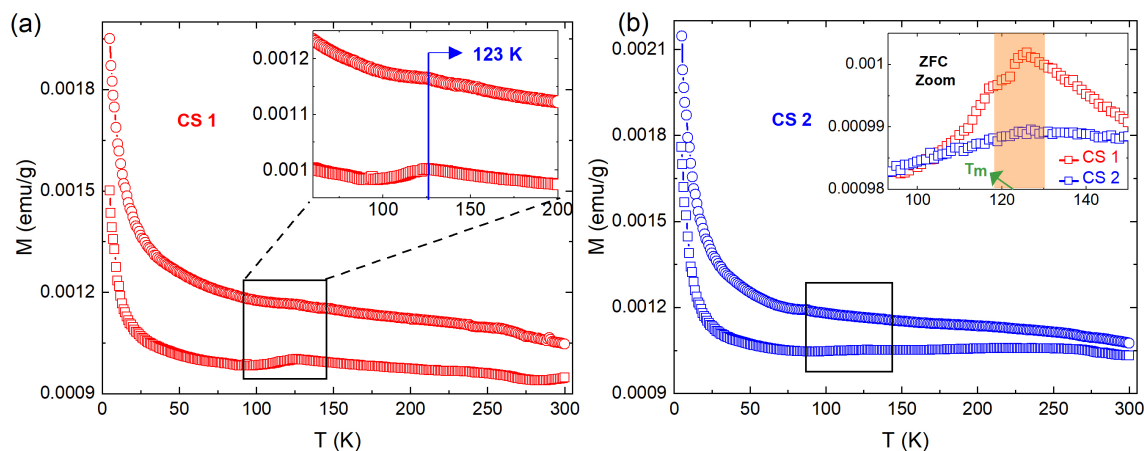 (a)
M (emu/g)
0.0018
0.0015
0.0012
0.0009
0 50 100 150 200 250 300
T (K)
CS 1
123 K
0.0012
0.0011
0.001
100 150 200
(b)
M (emu/g)
0.0021
0.0018
0.0015
0.0012
0.0009
0 50 100 150 200 250 300
T (K)
CS 2
ZFC
Zoom
0.001
0.00099
0.00098
100 120 140
Tm
CS 1
CS 2